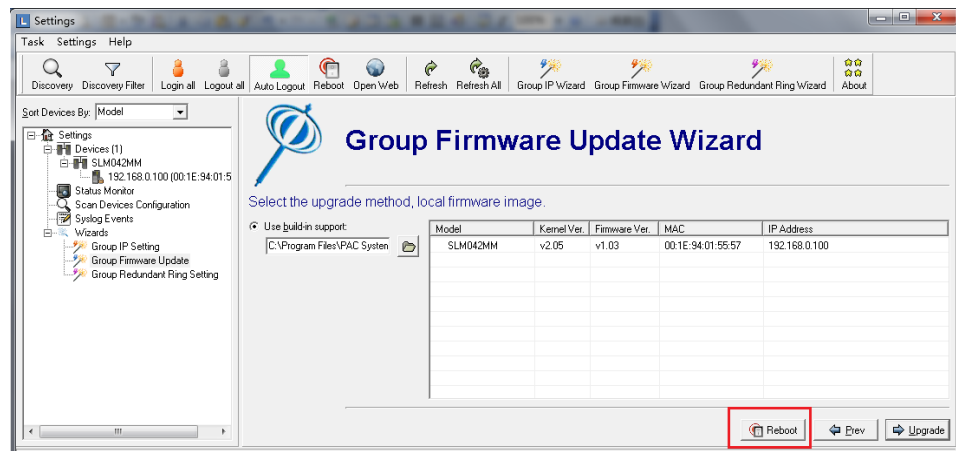 Settings
Task Settings Help
Discovery Discovery Filter Login all Logout all Auto Logout Reboot Open Web Refresh Refresh All Group IP Wizard Group Firmware Wizard Group Redundant Ring Wizard About
Sort Devices By: Model
Settings
Devices (1)
SLM042MM
192.168.0.100 (00:1E:94:01:5
Status Monitor
Scan Devices Configuration
Syslog Events
Wizards
Group IP Setting
Group Firmware Update
Group Redundant Ring Setting
Group Firmware Update Wizard
Select the upgrade method, local firmware image.
Use build-in support:
C:\Program Files\PAC System
Model Kernel Ver. Firmware Ver. MAC IP Address
SLM042MM v2.05 v1.03 00:1E:94:01:55:57 192.168.0.100
Reboot Prev Upgrade